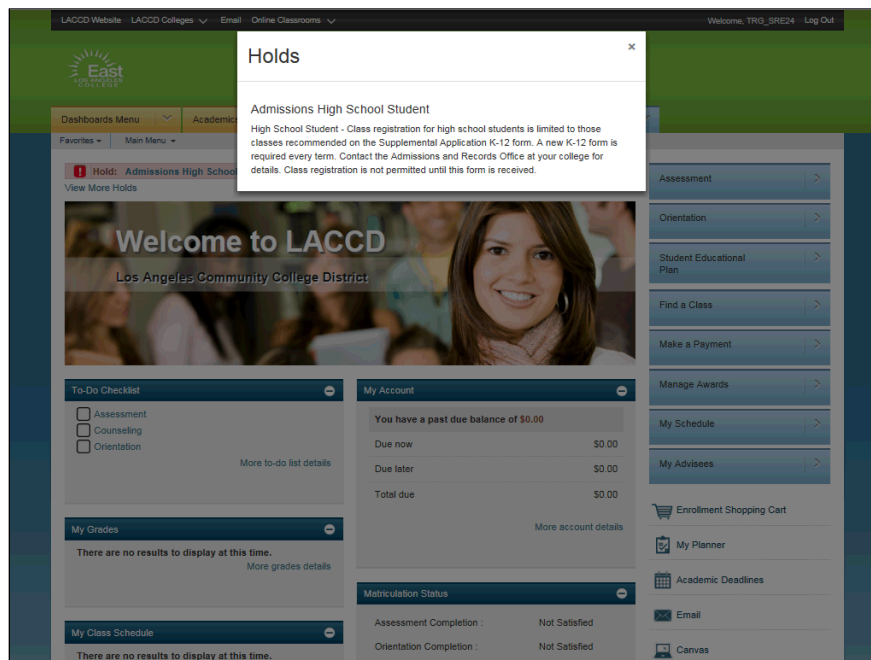 LACCD Website LACCD Colleges Email Online Classrooms Welcome, TRG_SRE24 Log Out
East
LOS ANGELES
COLLEGE
Holds ×
Admissions High School Student
High School Student - Class registration for high school students is limited to those
classes recommended on the Supplemental Application K-12 form. A new K-12 form is
required every term. Contact the Admissions and Records Office at your college for
details. Class registration is not permitted until this form is received.
Dashboards Menu Academics
Favorites Main Menu
Hold: Admissions High School
View More Holds
Welcome to LACCD
Los Angeles Community College District
To-Do Checklist
Assessment
Counseling
Orientation
More to-do list details
My Grades
There are no results to display at this time.
More grades details
My Class Schedule
There are no results to display at this time.
My Account
You have a past due balance of $0.00
Due now $0.00
Due later $0.00
Total due $0.00
More account details
Matriculation Status
Assessment Completion : Not Satisfied
Orientation Completion : Not Satisfied
Assessment
Orientation
Student Educational
Plan
Find a Class
Make a Payment
Manage Awards
My Schedule
My Advisees
Enrollment Shopping Cart
My Planner
Academic Deadlines
Email
Canvas